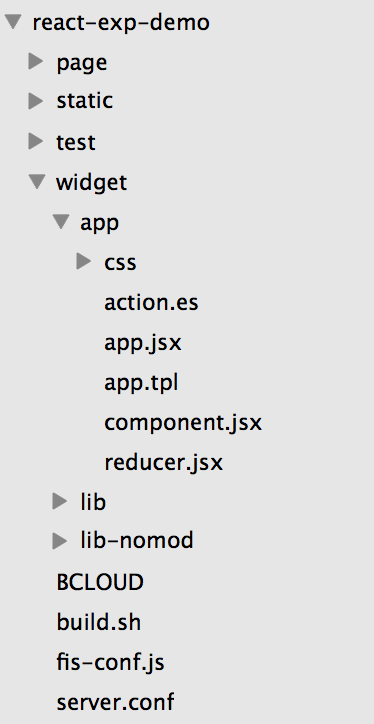 react-exp-demo
page
static
test
widget
app
css
action.es
app.jsx
app.tpl
component.jsx
reducer.jsx
lib
lib-nomod
BCLOUD
build.sh
fis-conf.js
server.conf